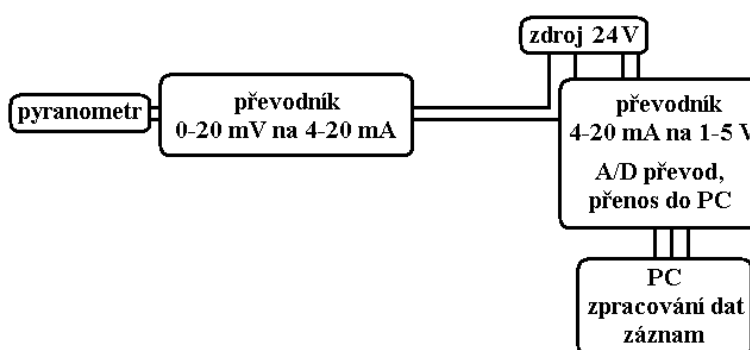 zdroj 24 V
pyranometr
převodník
0-20 mV na 4-20 mA
převodník
4-20 mA na 1-5 V
A/D převod,
přenos do PC
PC
zpracování dat
záznam